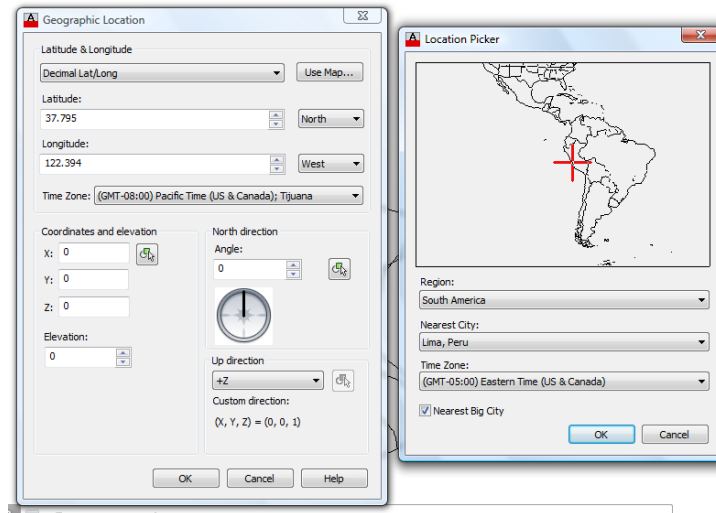 Geographic Location
Latitude & Longitude
Decimal Lat/Long
Use Map...
Latitude:
37.795
North
Longitude:
122.394
West
Time Zone: (GMT-08:00) Pacific Time (US & Canada); Tijuana
Coordinates and elevation
X: 0
Y: 0
Z: 0
Elevation:
0
North direction
Angle:
0
Up direction
+Z
Custom direction:
(X, Y, Z) = (0, 0, 1)
OK Cancel Help
Location Picker
Region:
South America
Nearest City:
Lima, Peru
Time Zone:
(GMT-05:00) Eastern Time (US & Canada)
Nearest Big City
OK Cancel